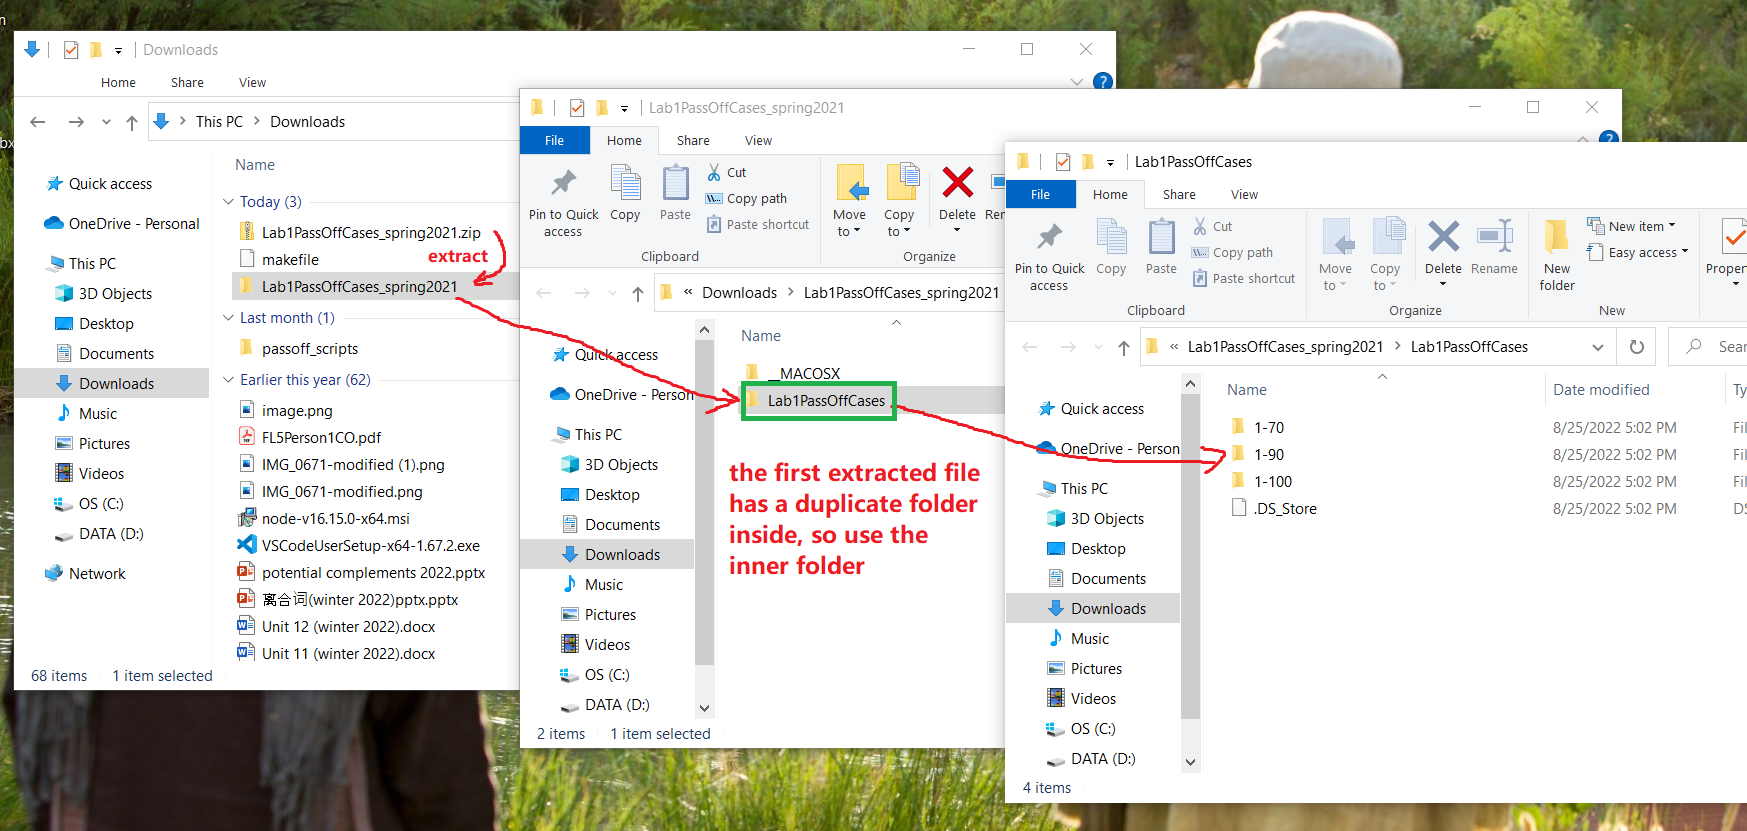 n
bx
Downloads
Home Share View
This PC Downloads
Name
Quick access
OneDrive - Personal
This PC
3D Objects
Desktop
Documents
Downloads
Music
Pictures
Videos
OS (C:)
DATA (D:)
Network
Today (3)
Lab1PassOffCases_spring2021.zip
extract
makefile
Lab1PassOffCases_spring2021
Last month (1)
passoff_scripts
Earlier this year (62)
image.png
FL5Person1CO.pdf
IMG_0671-modified (1).png
IMG_0671-modified.png
node-v16.15.0-x64.msi
VSCodeUserSetup-x64-1.67.2.exe
potential complements 2022.pptx
离合词(winter 2022)pptx.pptx
Unit 12 (winter 2022).docx
Unit 11 (winter 2022).docx
68 items 1 item selected
Lab1PassOffCases_spring2021
File Home Share View
Pin to Quick access
Copy
Paste
Cut
Copy path
Paste shortcut
Clipboard
Move to
Copy to
Delete
Ren
Organize
« Downloads Lab1PassOffCases_spring2021
Name
Quick access
OneDrive - Person
This PC
3D Objects
Desktop
Documents
Downloads
Music
Pictures
Videos
OS (C:)
DATA (D:)
__MACOSX
Lab1PassOffCases
the first extracted file
has a duplicate folder
inside, so use the
inner folder
2 items 1 item selected
Lab1PassOffCases
File Home Share View
Pin to Quick access
Copy
Paste
Cut
Copy path
Paste shortcut
Clipboard
Move to
Copy to
Delete
Rename
Organize
New folder
New item
Easy access
New
Propert
« Lab1PassOffCases_spring2021 Lab1PassOffCases
Sear
Name Date modified Ty
Quick access
OneDrive - Person
This PC
3D Objects
Desktop
Documents
Downloads
Music
Pictures
Videos
OS (C:)
DATA (D:)
1-70 8/25/2022 5:02 PM Fil
1-90 8/25/2022 5:02 PM Fil
1-100 8/25/2022 5:02 PM Fil
.DS_Store 8/25/2022 5:02 PM DS
4 items